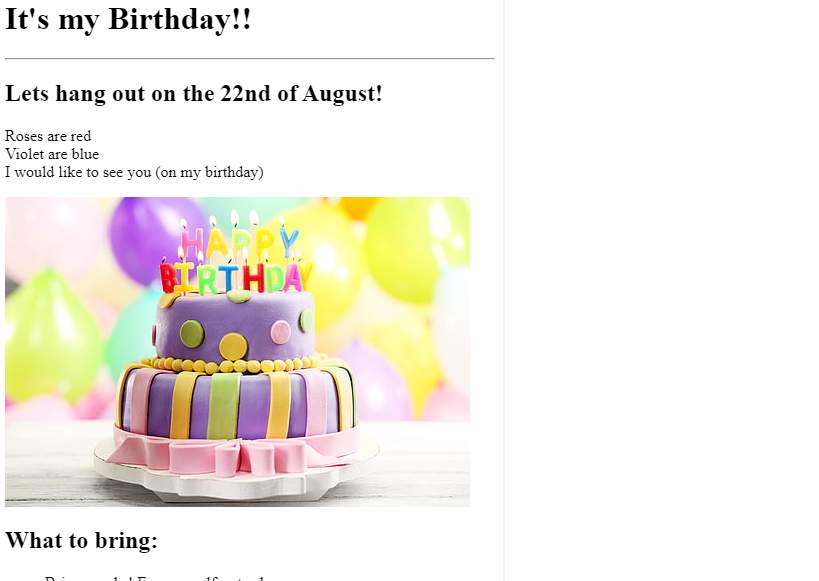 It's my Birthday!!
Lets hang out on the 22nd of August!
Roses are red
Violet are blue
I would like to see you (on my birthday)
HAPPY
BIRTHDAY
What to bring: